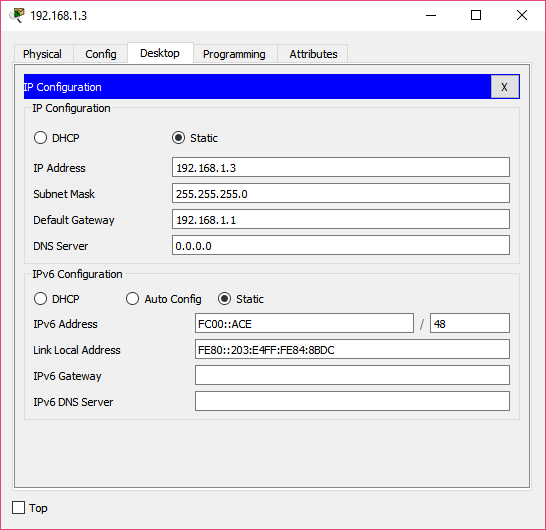 192.168.1.3
Physical Config Desktop Programming Attributes
IP Configuration X
IP Configuration
DHCP Static
IP Address 192.168.1.3
Subnet Mask 255.255.255.0
Default Gateway 192.168.1.1
DNS Server 0.0.0.0
IPv6 Configuration
DHCP Auto Config Static
IPv6 Address FC00::ACE / 48
Link Local Address FE80::203:E4FF:FE84:8BDC
IPv6 Gateway
IPv6 DNS Server
Top